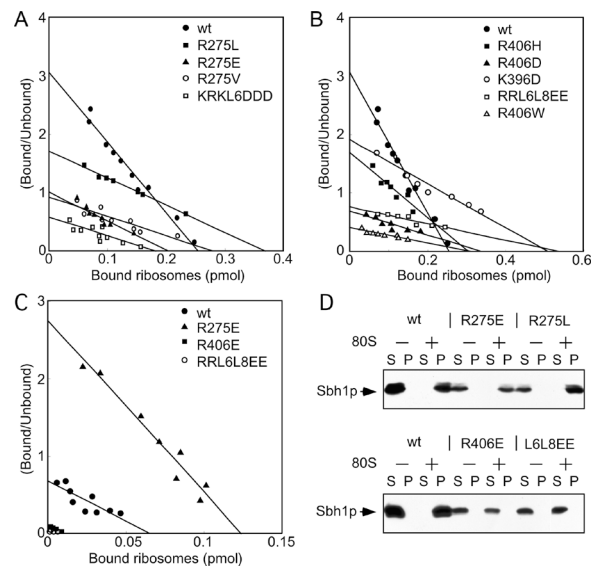 A
(Bound/Unbound)
4
3
2
1
0
wt
R275L
R275E
R275V
KRKL6DDD
0 0.1 0.2 0.3 0.4
Bound ribosomes (pmol)
B
(Bound/Unbound)
4
3
2
1
0
wt
R406H
R406D
K396D
RRL6L8EE
R406W
0 0.2 0.4 0.6
Bound ribosomes (pmol)
C
(Bound/Unbound)
3
2
1
0
wt
R275E
R406E
RRL6L8EE
0 0.05 0.1 0.15
Bound ribosomes (pmol)
D
wt | R275E | R275L
80S − + − + − +
S P S P S P S P S P S P
Sbh1p
wt | R406E | L6L8EE
80S − + − + − +
S P S P S P S P S P S P
Sbh1p